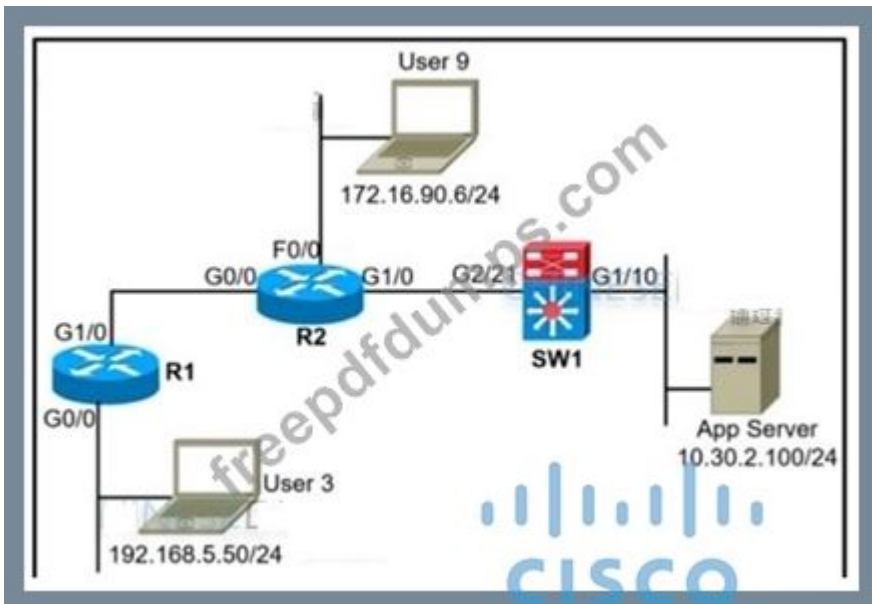 User 9
172.16.90.6/24
F0/0
G0/0
G1/0
G2/21
G1/10
R2
SW1
G1/0
R1
G0/0
App Server
10.30.2.100/24
User 3
192.168.5.50/24
freepdfdumps.com
CISCO